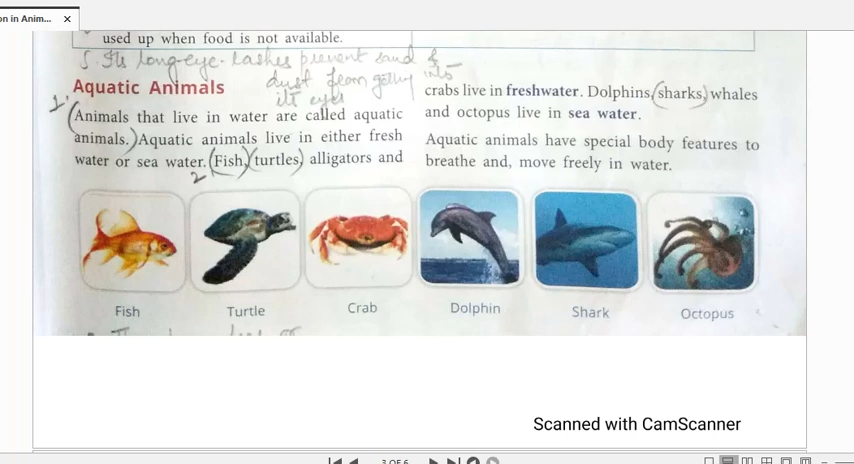 on in Anim... ×
used up when food is not available.
5. Its long eye-lashes prevent sand &
dust from getting into
its eyes
Aquatic Animals
1.
(Animals that live in water are called aquatic
animals.) Aquatic animals live in either fresh
water or sea water. (Fish,) (turtles,) alligators and
2
crabs live in freshwater. Dolphins, (sharks,) whales
and octopus live in sea water.
Aquatic animals have special body features to
breathe and, move freely in water.
Fish Turtle Crab Dolphin Shark Octopus
Scanned with CamScanner
3 OF 6